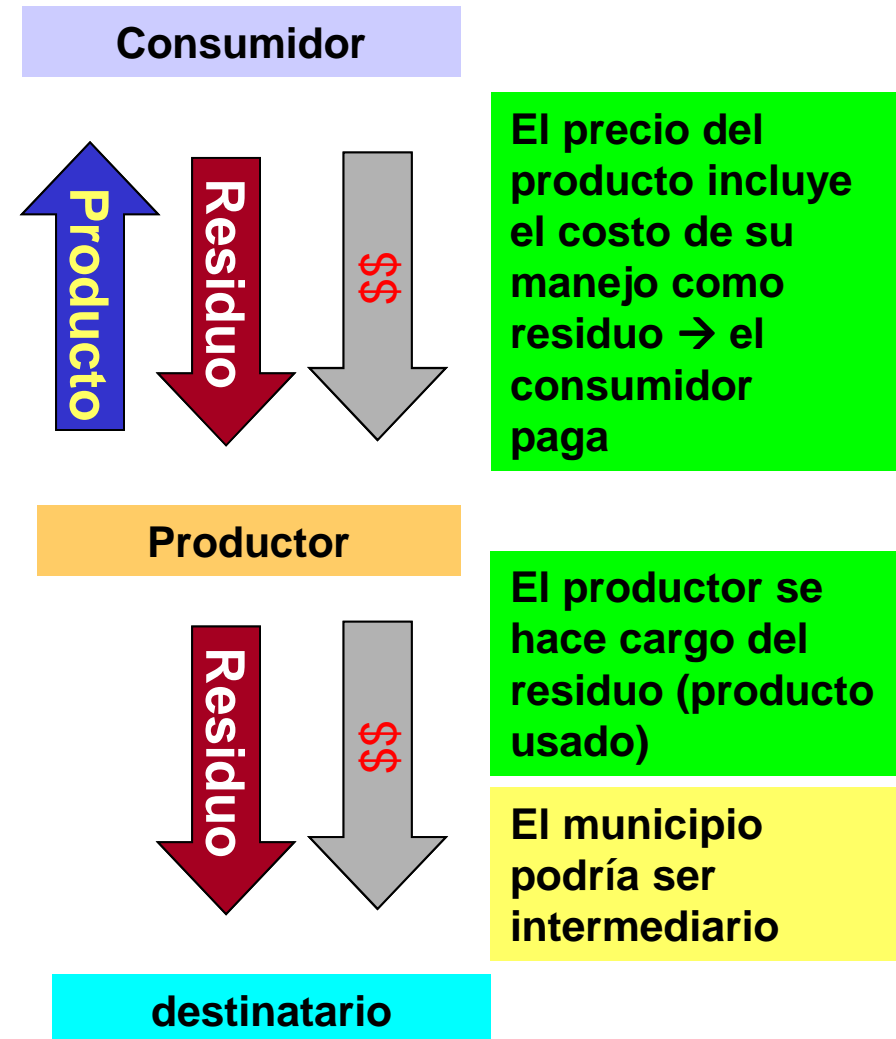 Consumidor
Producto
Residuo
$$
El precio del
producto incluye
el costo de su
manejo como
residuo → el
consumidor
paga
Productor
Residuo
$$
El productor se
hace cargo del
residuo (producto
usado)
El municipio
podría ser
intermediario
destinatario